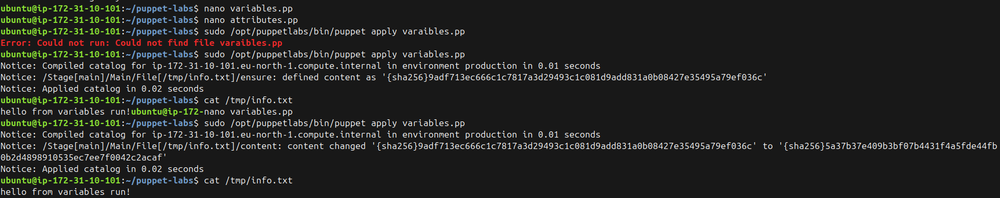 ubuntu@ip-172-31-10-101:~/puppet-labs$ nano variables.pp
ubuntu@ip-172-31-10-101:~/puppet-labs$ nano attributes.pp
ubuntu@ip-172-31-10-101:~/puppet-labs$ sudo /opt/puppetlabs/bin/puppet apply varaibles.pp
Error: Could not run: Could not find file varaibles.pp
ubuntu@ip-172-31-10-101:~/puppet-labs$ sudo /opt/puppetlabs/bin/puppet apply variables.pp
Notice: Compiled catalog for ip-172-31-10-101.eu-north-1.compute.internal in environment production in 0.01 seconds
Notice: /Stage[main]/Main/File[/tmp/info.txt]/ensure: defined content as '{sha256}9adf713ec666c1c7817a3d29493c1c081d9add831a0b08427e35495a79ef036c'
Notice: Applied catalog in 0.02 seconds
ubuntu@ip-172-31-10-101:~/puppet-labs$ cat /tmp/info.txt
hello from variables run!ubuntu@ip-172-nano variables.pp
ubuntu@ip-172-31-10-101:~/puppet-labs$ sudo /opt/puppetlabs/bin/puppet apply variables.pp
Notice: Compiled catalog for ip-172-31-10-101.eu-north-1.compute.internal in environment production in 0.01 seconds
Notice: /Stage[main]/Main/File[/tmp/info.txt]/content: content changed '{sha256}9adf713ec666c1c7817a3d29493c1c081d9add831a0b08427e35495a79ef036c' to '{sha256}5a37b37e409b3bf07b4431f4a5fde44fb
0b2d4898910535ec7ee7f0042c2acaf'
Notice: Applied catalog in 0.02 seconds
ubuntu@ip-172-31-10-101:~/puppet-labs$ cat /tmp/info.txt
hello from variables run!